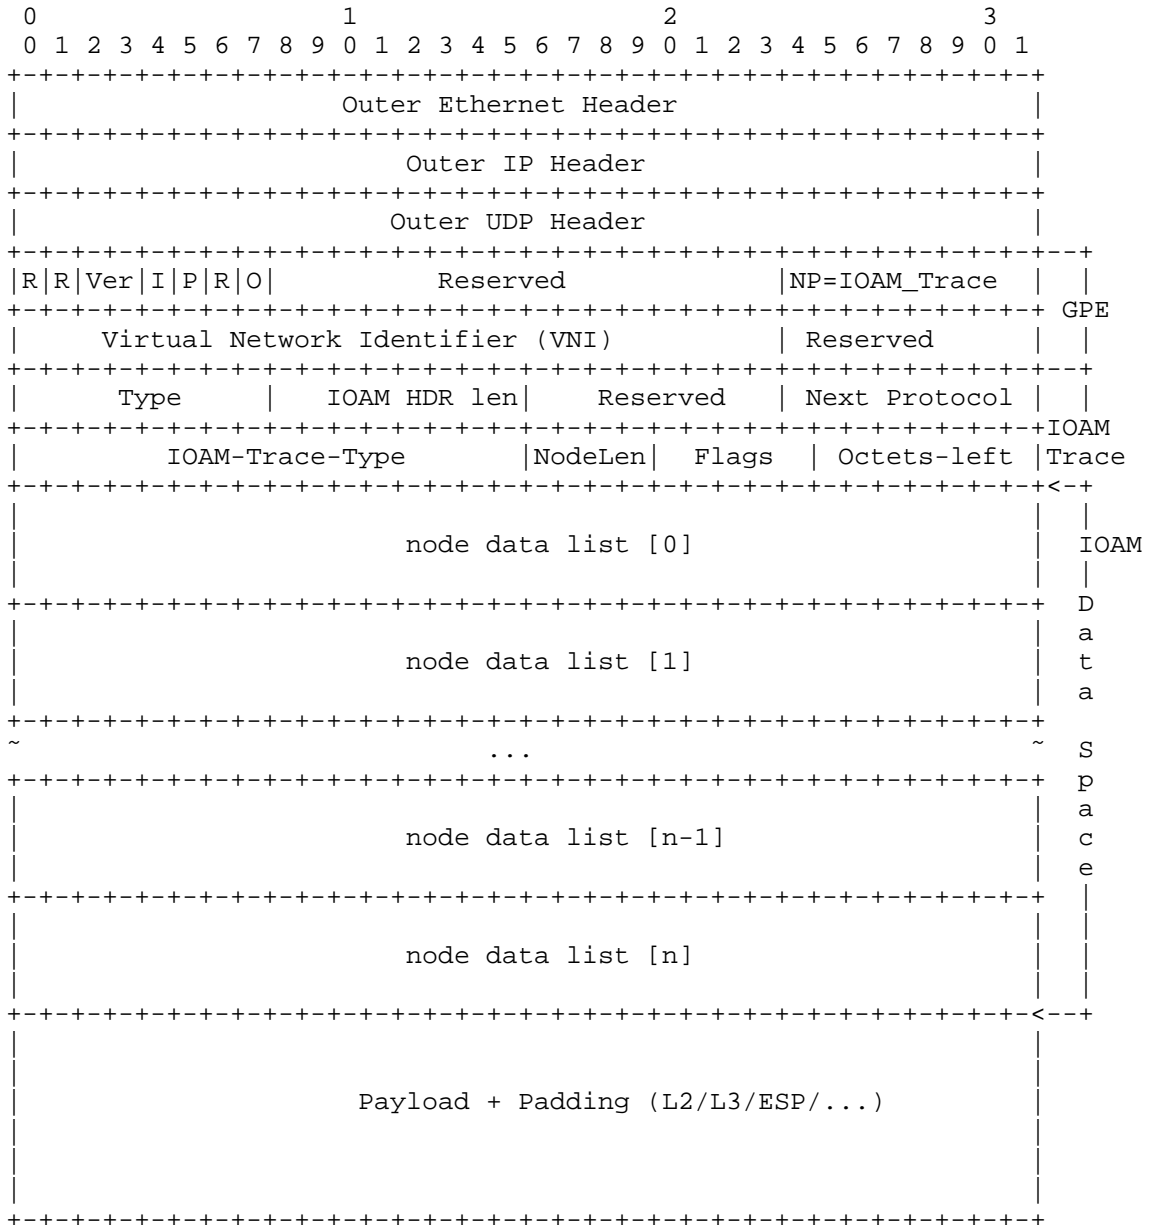 0                   1                   2                   3
 0 1 2 3 4 5 6 7 8 9 0 1 2 3 4 5 6 7 8 9 0 1 2 3 4 5 6 7 8 9 0 1
+-+-+-+-+-+-+-+-+-+-+-+-+-+-+-+-+-+-+-+-+-+-+-+-+-+-+-+-+-+-+-+-+
|                    Outer Ethernet Header                      |
+-+-+-+-+-+-+-+-+-+-+-+-+-+-+-+-+-+-+-+-+-+-+-+-+-+-+-+-+-+-+-+-+
|                        Outer IP Header                        |
+-+-+-+-+-+-+-+-+-+-+-+-+-+-+-+-+-+-+-+-+-+-+-+-+-+-+-+-+-+-+-+-+
|                       Outer UDP Header                        |
+-+-+-+-+-+-+-+-+-+-+-+-+-+-+-+-+-+-+-+-+-+-+-+-+-+-+-+-+-+-+-+-+--+
|R|R|Ver|I|P|R|O|          Reserved             |NP=IOAM_Trace  |  |
+-+-+-+-+-+-+-+-+-+-+-+-+-+-+-+-+-+-+-+-+-+-+-+-+-+-+-+-+-+-+-+-+ GPE
|     Virtual Network Identifier (VNI)          | Reserved      |  |
+-+-+-+-+-+-+-+-+-+-+-+-+-+-+-+-+-+-+-+-+-+-+-+-+-+-+-+-+-+-+-+-+--+
|      Type     |   IOAM HDR len|    Reserved   | Next Protocol |  |
+-+-+-+-+-+-+-+-+-+-+-+-+-+-+-+-+-+-+-+-+-+-+-+-+-+-+-+-+-+-+-+-+IOAM
|         IOAM-Trace-Type       |NodeLen|  Flags  | Octets-left |Trace
+-+-+-+-+-+-+-+-+-+-+-+-+-+-+-+-+-+-+-+-+-+-+-+-+-+-+-+-+-+-+-+-+<-+
|                                                               |  |
|                        node data list [0]                     |  IOAM
|                                                               |  |
+-+-+-+-+-+-+-+-+-+-+-+-+-+-+-+-+-+-+-+-+-+-+-+-+-+-+-+-+-+-+-+-+  D
|                                                               |  a
|                        node data list [1]                     |  t
|                                                               |  a
+-+-+-+-+-+-+-+-+-+-+-+-+-+-+-+-+-+-+-+-+-+-+-+-+-+-+-+-+-+-+-+-+
~                             ...                               ~  S
+-+-+-+-+-+-+-+-+-+-+-+-+-+-+-+-+-+-+-+-+-+-+-+-+-+-+-+-+-+-+-+-+  p
|                                                               |  a
|                        node data list [n-1]                   |  c
|                                                               |  e
+-+-+-+-+-+-+-+-+-+-+-+-+-+-+-+-+-+-+-+-+-+-+-+-+-+-+-+-+-+-+-+-+  |
|                                                               |  |
|                        node data list [n]                     |  |
|                                                               |  |
+-+-+-+-+-+-+-+-+-+-+-+-+-+-+-+-+-+-+-+-+-+-+-+-+-+-+-+-+-+-+-+-<--+
|                                                               |
|                                                               |
|                     Payload + Padding (L2/L3/ESP/...)         |
|                                                               |
|                                                               |
|                                                               |
+-+-+-+-+-+-+-+-+-+-+-+-+-+-+-+-+-+-+-+-+-+-+-+-+-+-+-+-+-+-+-+-+